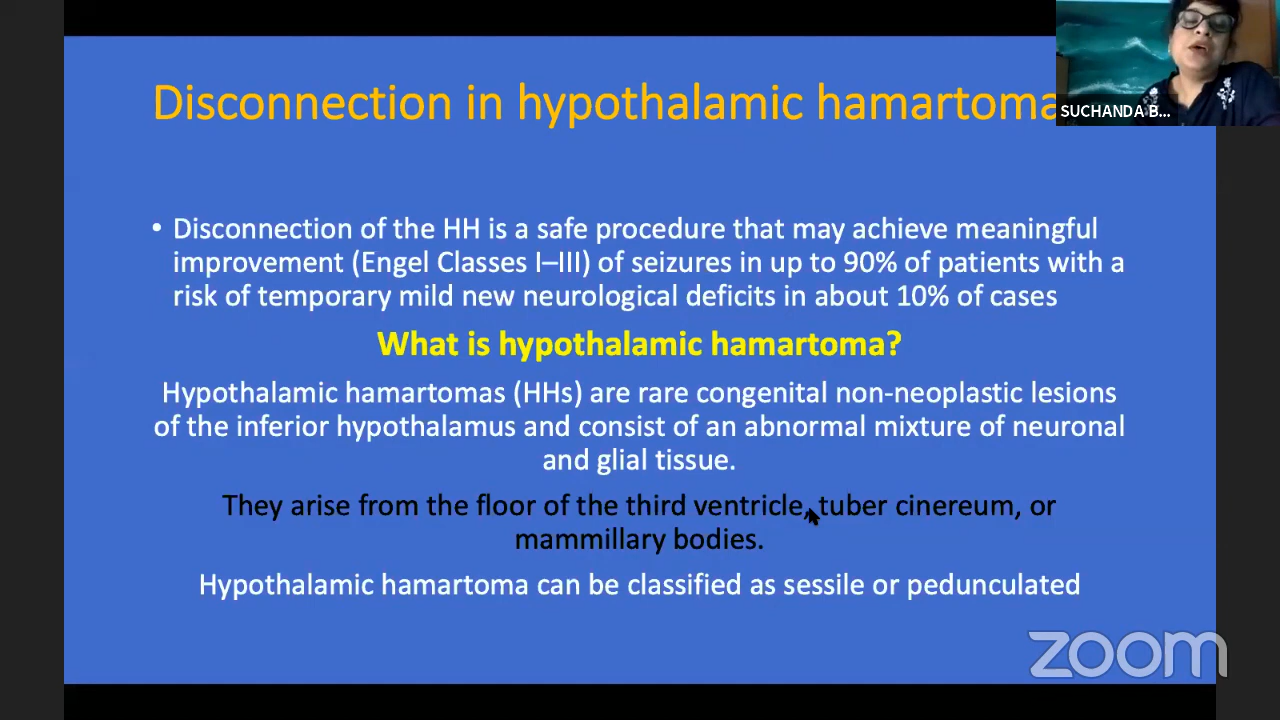 Disconnection in hypothalamic hamartoma
SUCHANDA B...
• Disconnection of the HH is a safe procedure that may achieve meaningful
improvement (Engel Classes I–III) of seizures in up to 90% of patients with a
risk of temporary mild new neurological deficits in about 10% of cases
What is hypothalamic hamartoma?
Hypothalamic hamartomas (HHs) are rare congenital non-neoplastic lesions
of the inferior hypothalamus and consist of an abnormal mixture of neuronal
and glial tissue.
They arise from the floor of the third ventricle, tuber cinereum, or
mammillary bodies.
Hypothalamic hamartoma can be classified as sessile or pedunculated
zoom